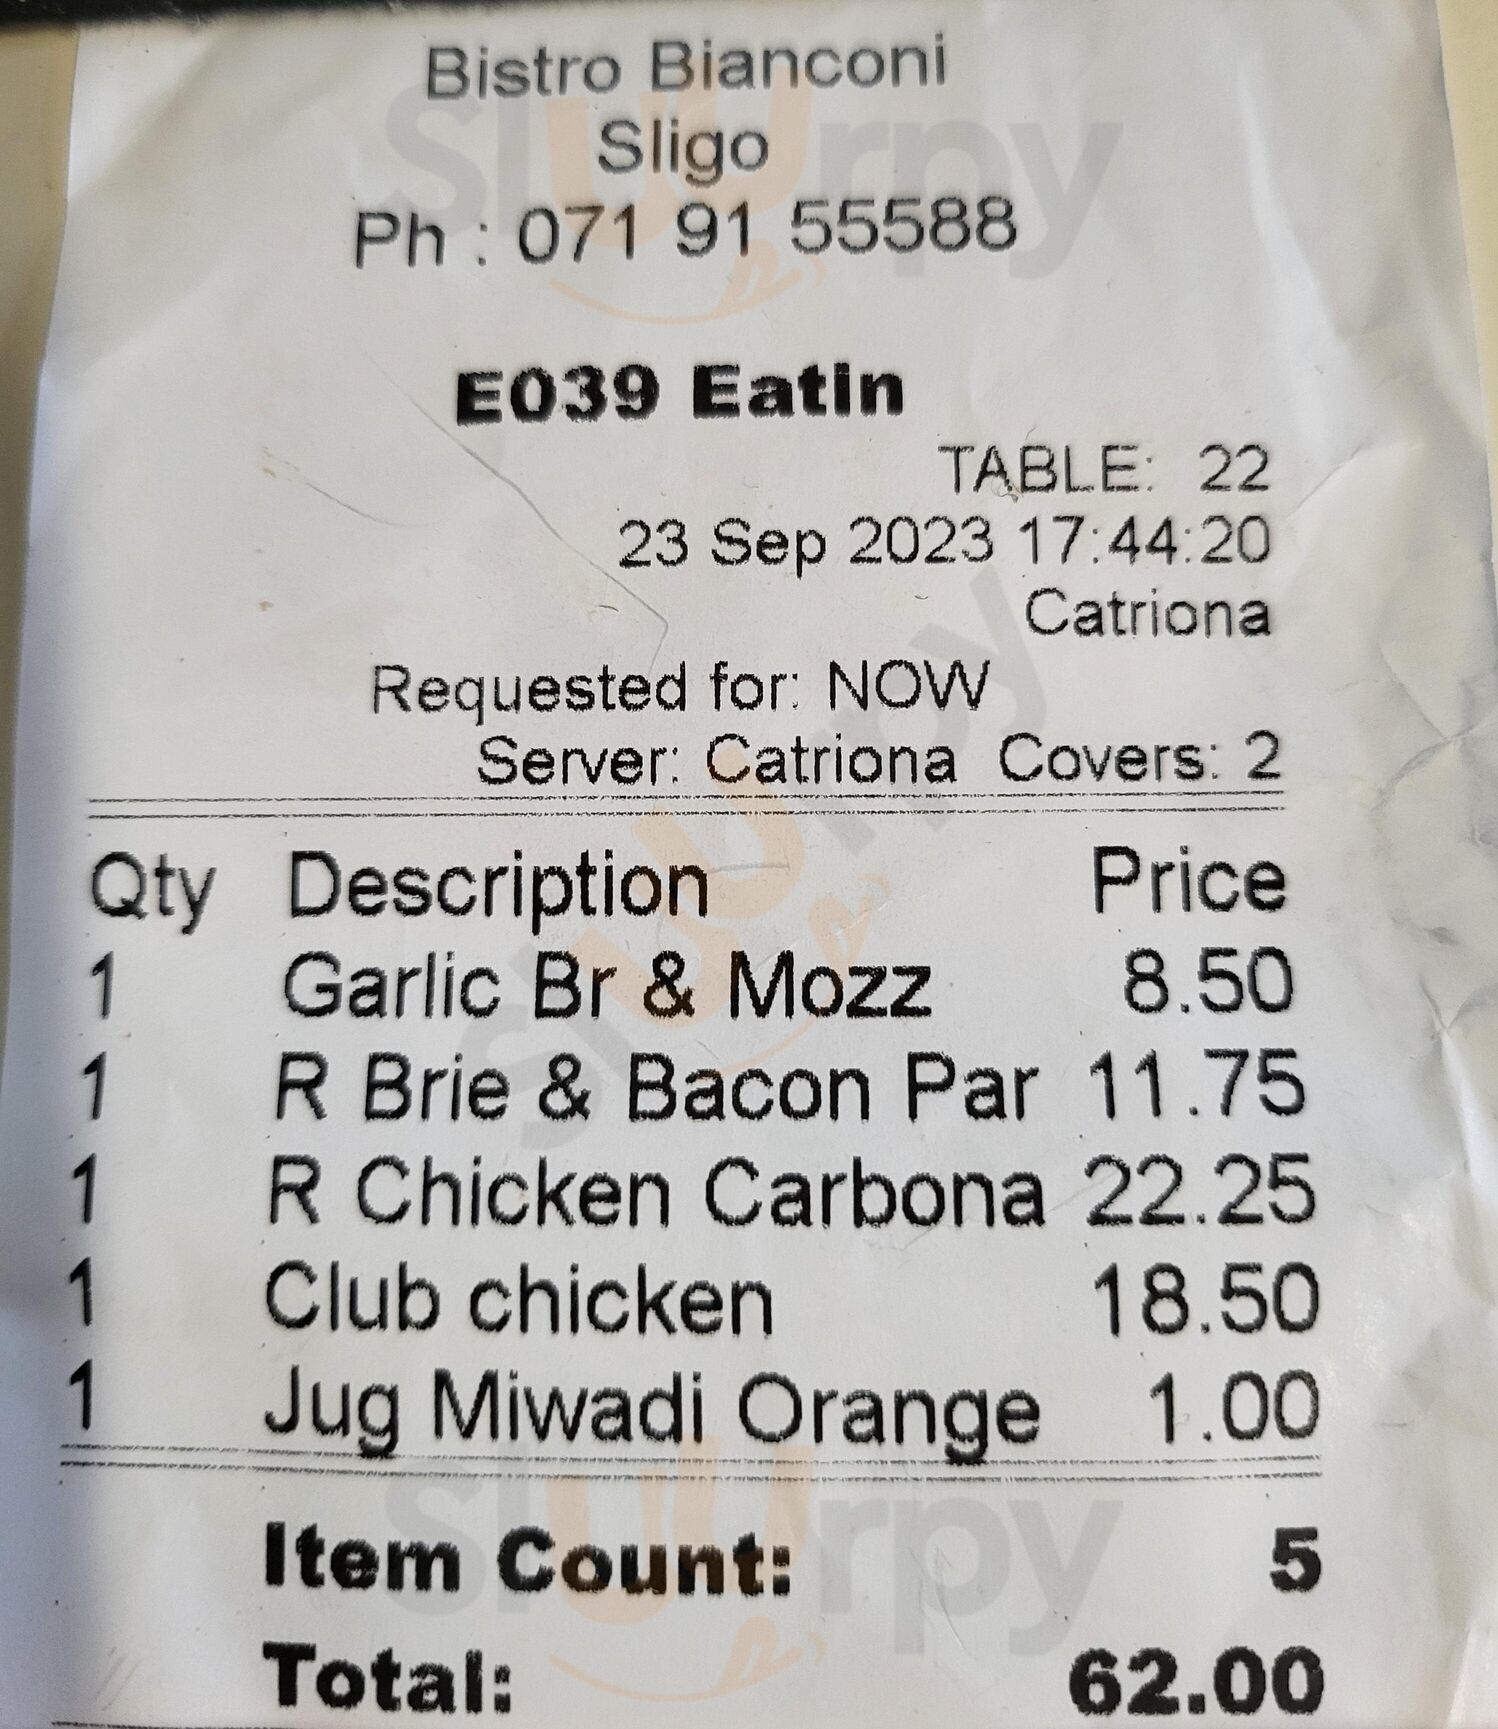 Bistro Bianconi
Sligo
Ph : 071 91 55588
E039 Eatin
TABLE: 22
23 Sep 2023 17:44:20
Catriona
Requested for: NOW
Server: Catriona Covers: 2
Qty Description Price
1 Garlic Br & Mozz 8.50
1 R Brie & Bacon Par 11.75
1 R Chicken Carbona 22.25
1 Club chicken 18.50
1 Jug Miwadi Orange 1.00
Item Count: 5
Total: 62.00
Slurpy
Slurpy
Slurpy